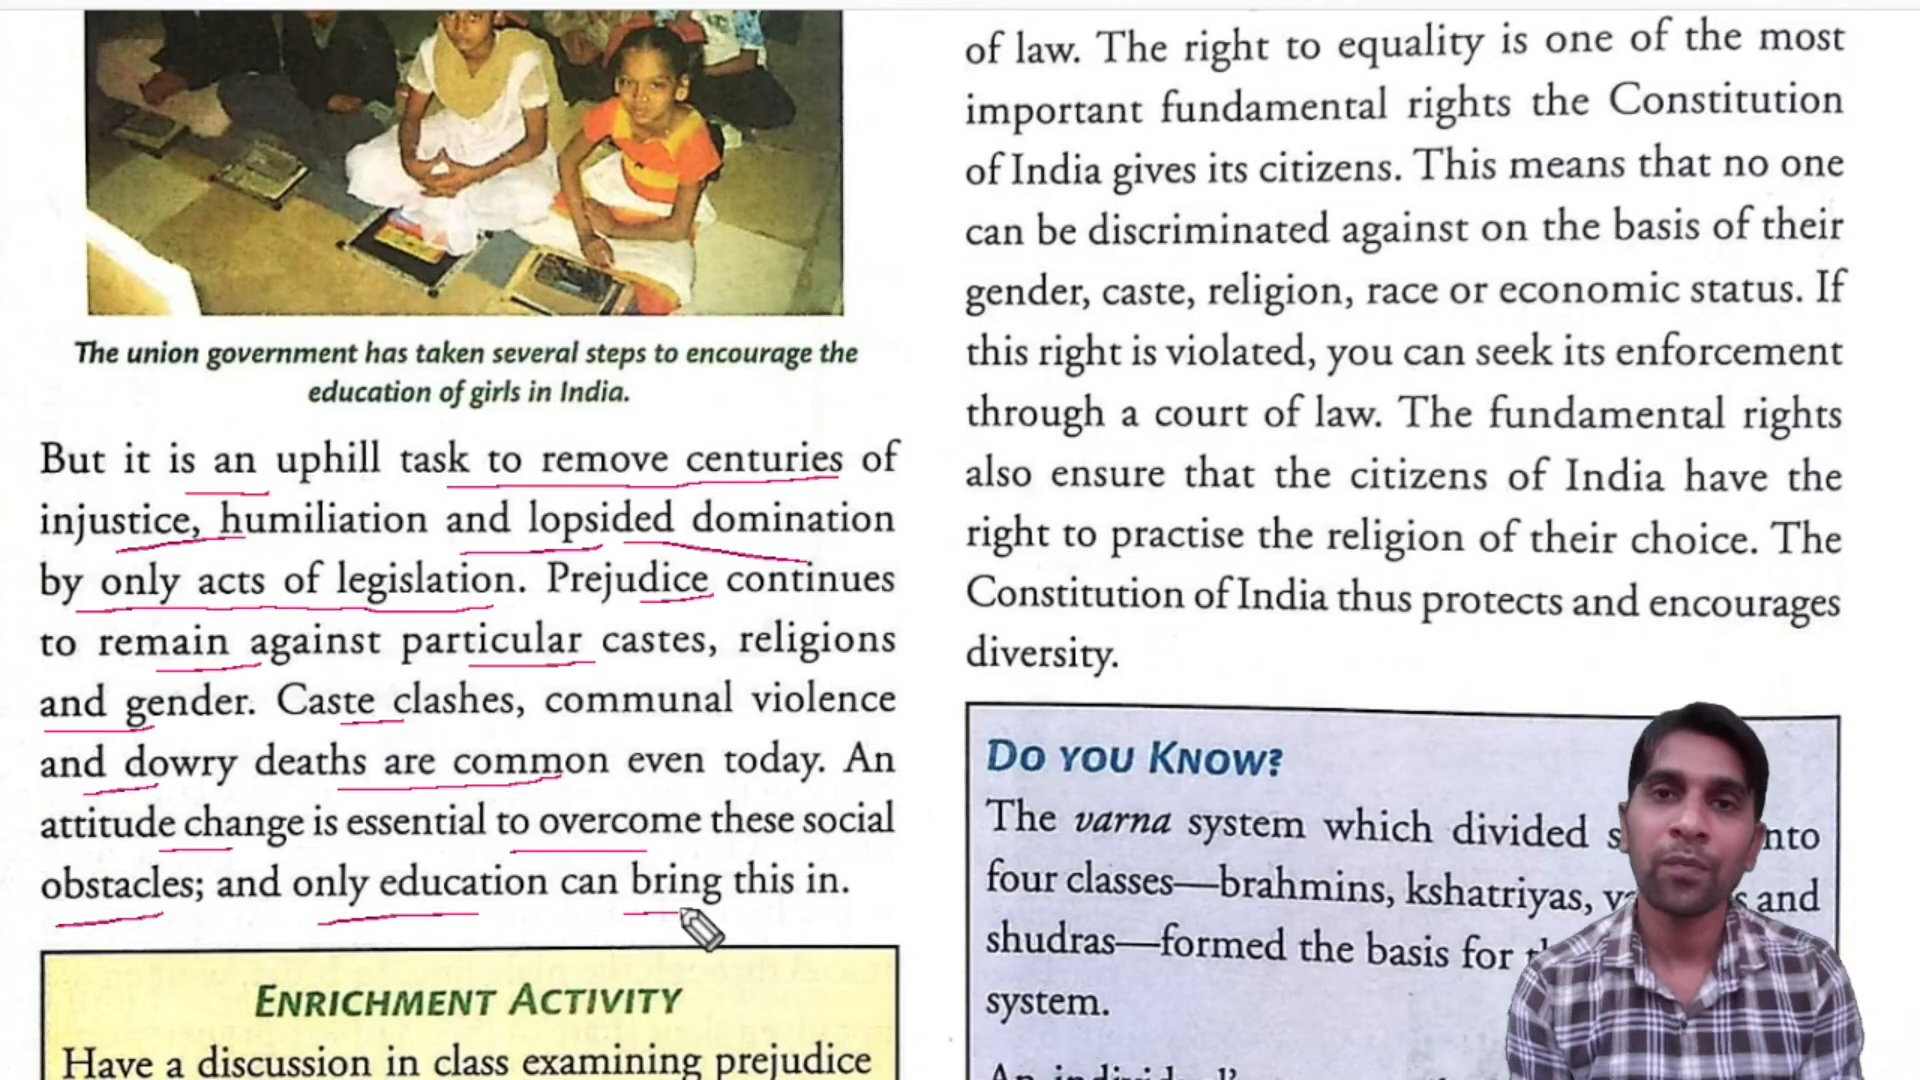 The union government has taken several steps to encourage the
education of girls in India.
But it is an uphill task to remove centuries of
injustice, humiliation and lopsided domination
by only acts of legislation. Prejudice continues
to remain against particular castes, religions
and gender. Caste clashes, communal violence
and dowry deaths are common even today. An
attitude change is essential to overcome these social
obstacles; and only education can bring this in.
ENRICHMENT ACTIVITY
Have a discussion in class examining prejudice
of law. The right to equality is one of the most
important fundamental rights the Constitution
of India gives its citizens. This means that no one
can be discriminated against on the basis of their
gender, caste, religion, race or economic status. If
this right is violated, you can seek its enforcement
through a court of law. The fundamental rights
also ensure that the citizens of India have the
right to practise the religion of their choice. The
Constitution of India thus protects and encourages
diversity.
DO YOU KNOW?
The varna system which divided
four classes—brahmins, kshatriyas, and
shudras—formed the basis for
system.
An